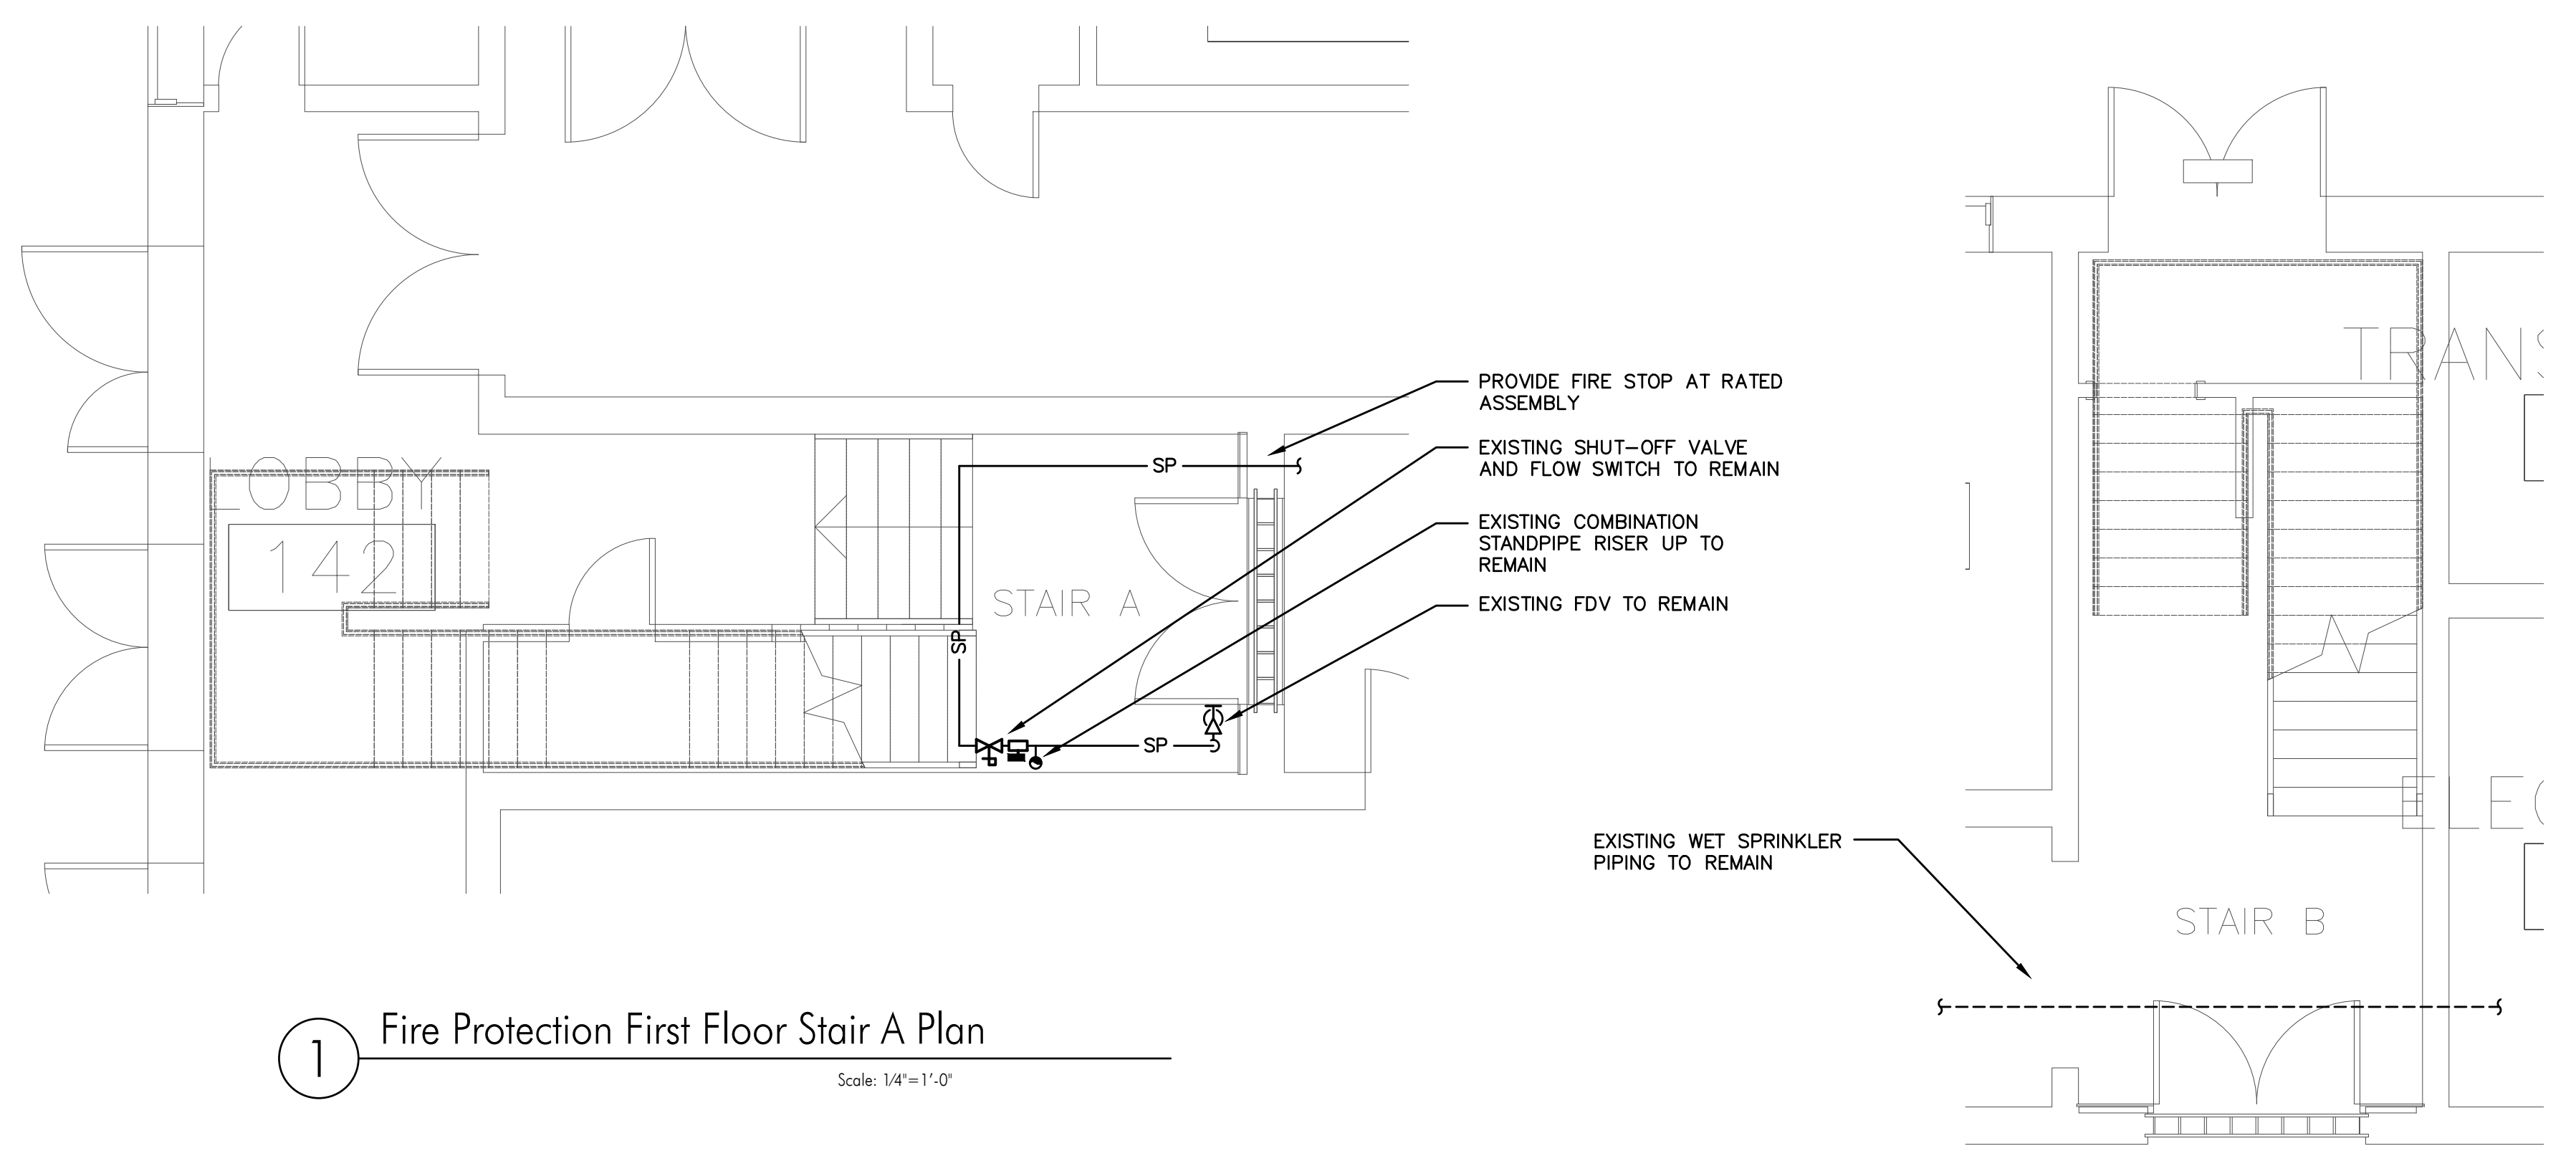 PROVIDE FIRE STOP AT RATED
ASSEMBLY
EXISTING SHUT-OFF VALVE
AND FLOW SWITCH TO REMAIN
EXISTING COMBINATION
STANDPIPE RISER UP TO
REMAIN
EXISTING FDV TO REMAIN
LOBBY
142
SP
STAIR A
SP
SP
TRANS
ELEC
EXISTING WET SPRINKLER
PIPING TO REMAIN
STAIR B
1
Fire Protection First Floor Stair A Plan
Scale: 1/4"=1'-0"